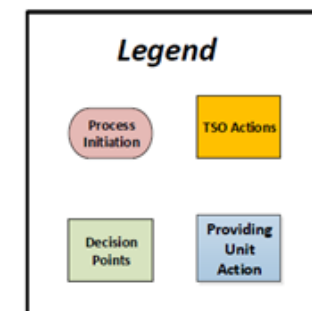 Legend
Process
Initiation
TSO Actions
Decision
Points
Providing
Unit
Action